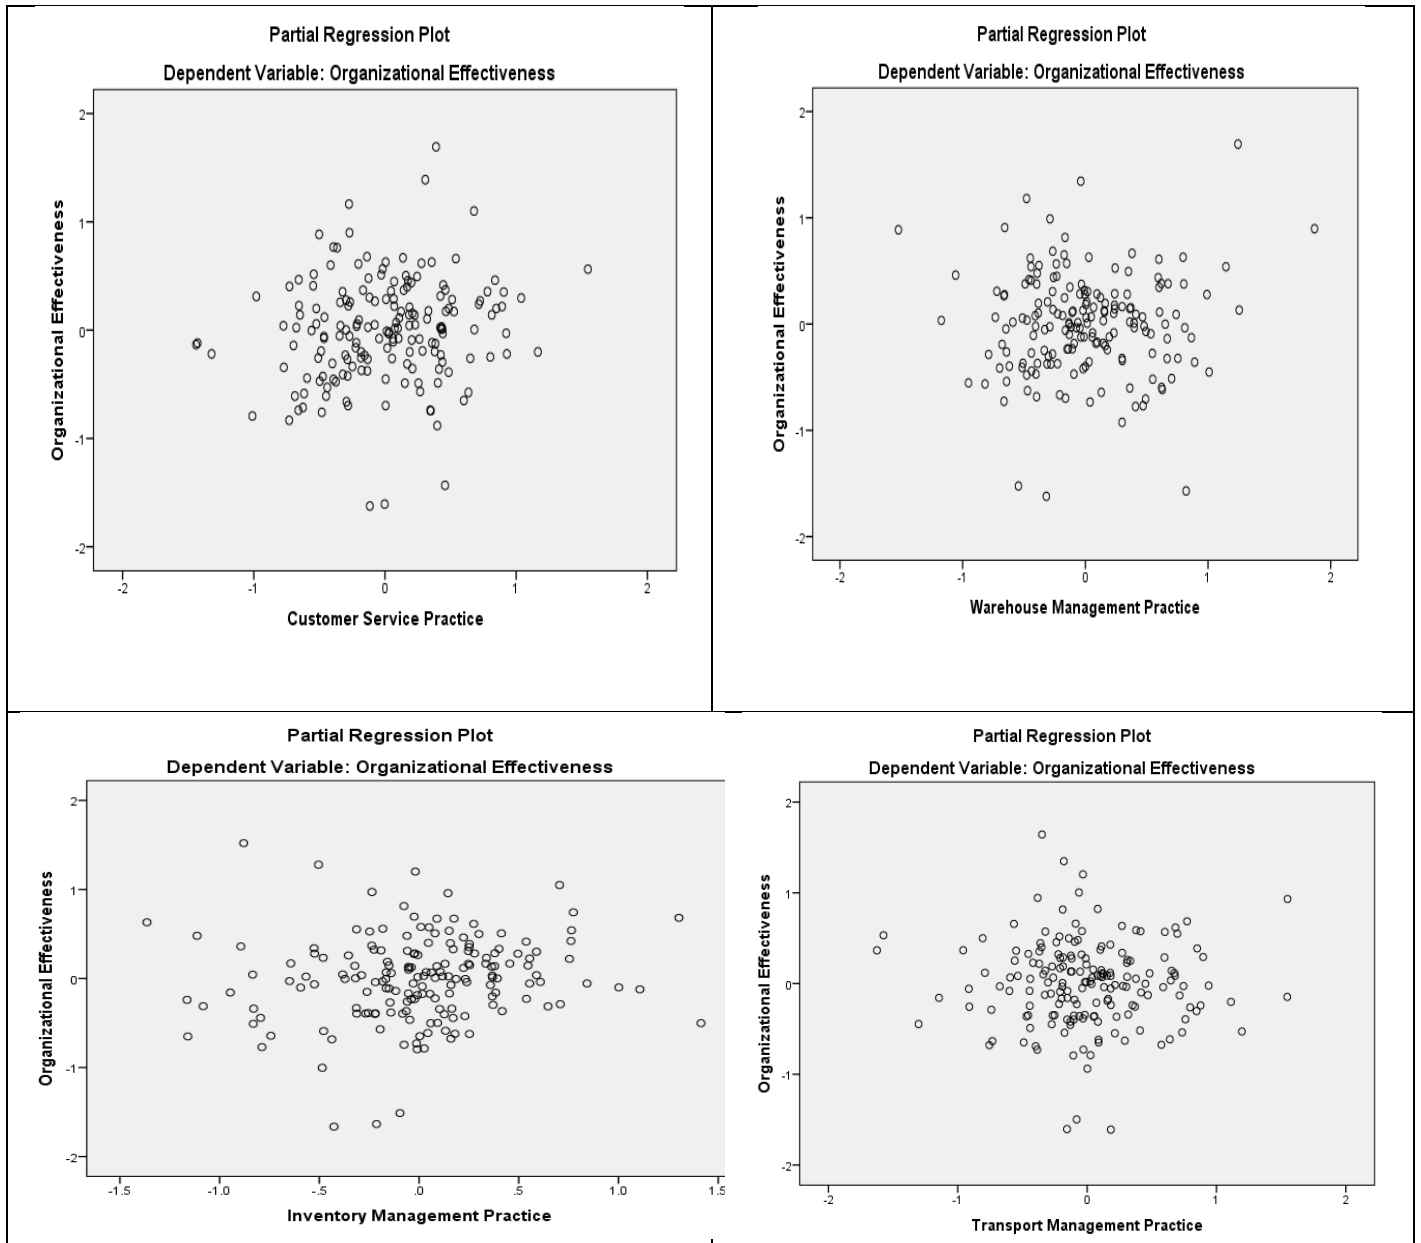 Partial Regression Plot
Dependent Variable: Organizational Effectiveness
Organizational Effectiveness
2
1
0
-1
-2
-2
-1
0
1
2
Customer Service Practice
Partial Regression Plot
Dependent Variable: Organizational Effectiveness
Organizational Effectiveness
2
1
0
-1
-2
-2
-1
0
1
2
Warehouse Management Practice
Partial Regression Plot
Dependent Variable: Organizational Effectiveness
Organizational Effectiveness
2
1
0
-1
-2
-1.5
-1.0
-.5
.0
.5
1.0
1.5
Inventory Management Practice
Partial Regression Plot
Dependent Variable: Organizational Effectiveness
Organizational Effectiveness
2
1
0
-1
-2
-2
-1
0
1
2
Transport Management Practice